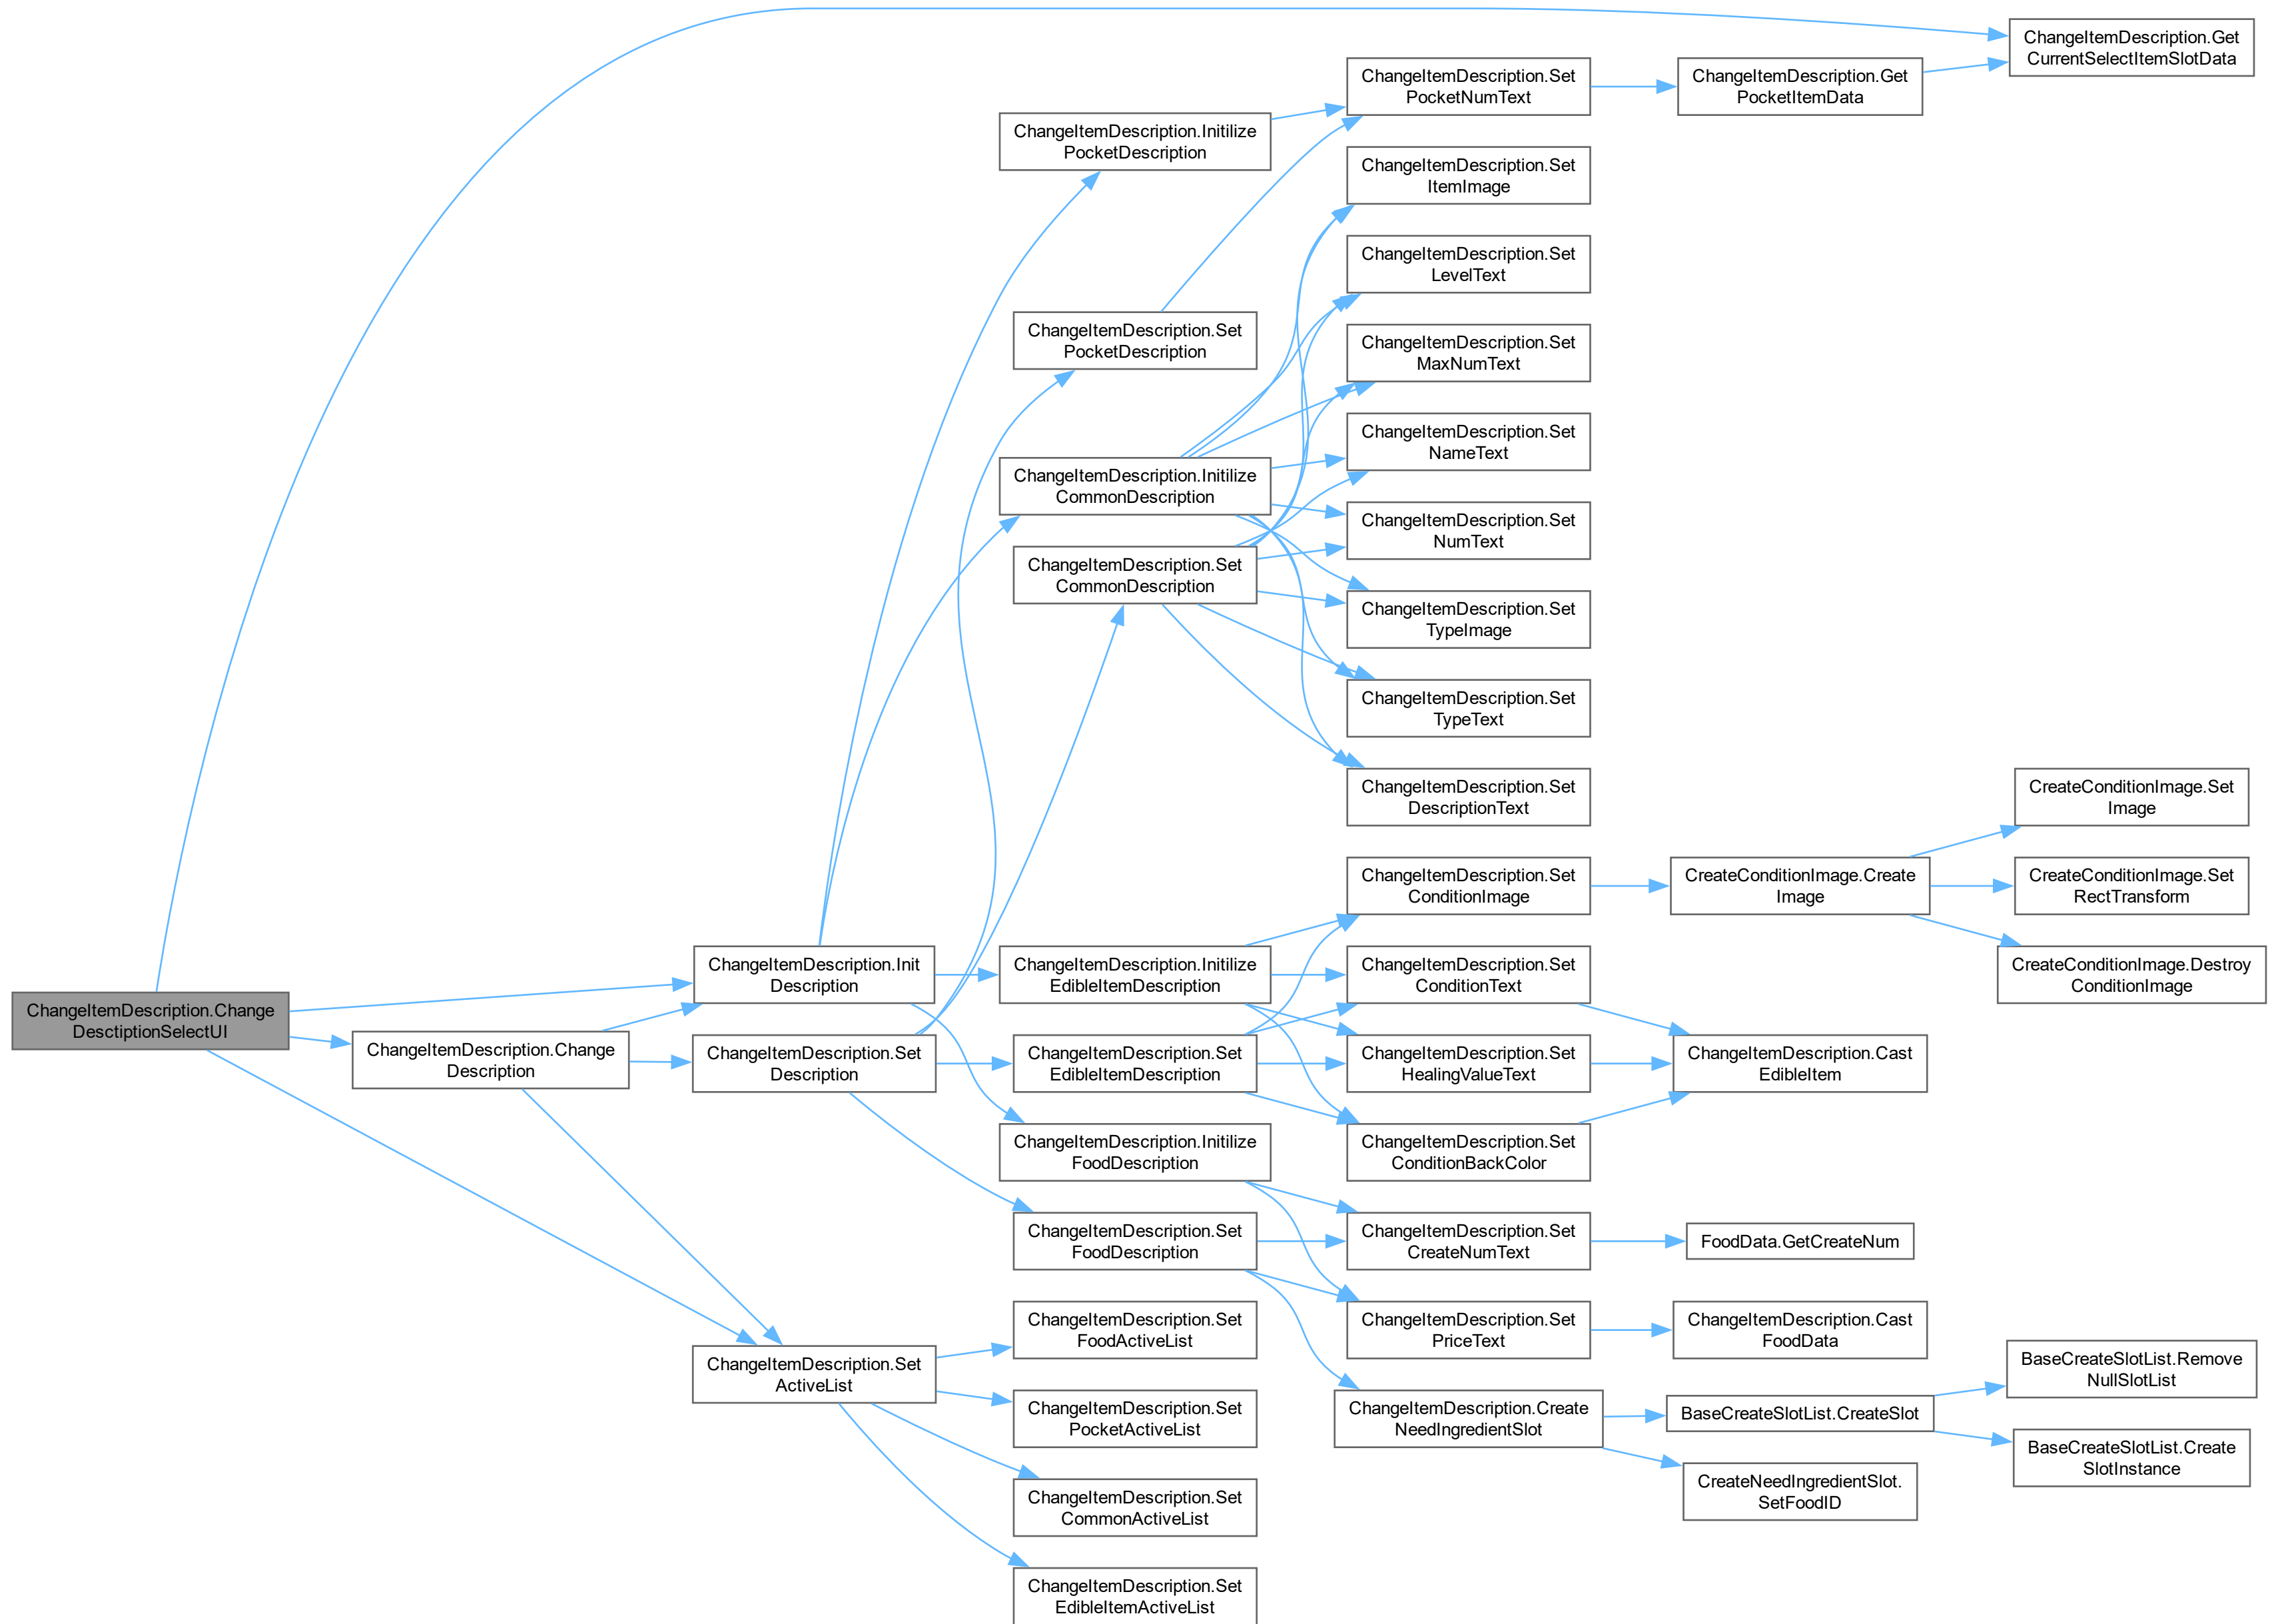 ChangeItemDescription.Change
DesctiptionSelectUI
ChangeItemDescription.Change
Description
ChangeItemDescription.Init
Description
ChangeItemDescription.Set
Description
ChangeItemDescription.Set
ActiveList
ChangeItemDescription.Initilize
PocketDescription
ChangeItemDescription.Set
PocketDescription
ChangeItemDescription.Initilize
CommonDescription
ChangeItemDescription.Set
CommonDescription
ChangeItemDescription.Initilize
EdibleItemDescription
ChangeItemDescription.Set
EdibleItemDescription
ChangeItemDescription.Initilize
FoodDescription
ChangeItemDescription.Set
FoodDescription
ChangeItemDescription.Set
FoodActiveList
ChangeItemDescription.Set
PocketActiveList
ChangeItemDescription.Set
CommonActiveList
ChangeItemDescription.Set
EdibleItemActiveList
ChangeItemDescription.Set
PocketNumText
ChangeItemDescription.Set
ItemImage
ChangeItemDescription.Set
LevelText
ChangeItemDescription.Set
MaxNumText
ChangeItemDescription.Set
NameText
ChangeItemDescription.Set
NumText
ChangeItemDescription.Set
TypeImage
ChangeItemDescription.Set
TypeText
ChangeItemDescription.Set
DescriptionText
ChangeItemDescription.Set
ConditionImage
ChangeItemDescription.Set
ConditionText
ChangeItemDescription.Set
HealingValueText
ChangeItemDescription.Set
ConditionBackColor
ChangeItemDescription.Set
CreateNumText
ChangeItemDescription.Set
PriceText
ChangeItemDescription.Create
NeedIngredientSlot
ChangeItemDescription.Get
PocketItemData
CreateConditionImage.Create
Image
ChangeItemDescription.Cast
EdibleItem
FoodData.GetCreateNum
ChangeItemDescription.Cast
FoodData
BaseCreateSlotList.CreateSlot
CreateNeedIngredientSlot.
SetFoodID
ChangeItemDescription.Get
CurrentSelectItemSlotData
CreateConditionImage.Set
Image
CreateConditionImage.Set
RectTransform
CreateConditionImage.Destroy
ConditionImage
BaseCreateSlotList.Remove
NullSlotList
BaseCreateSlotList.Create
SlotInstance